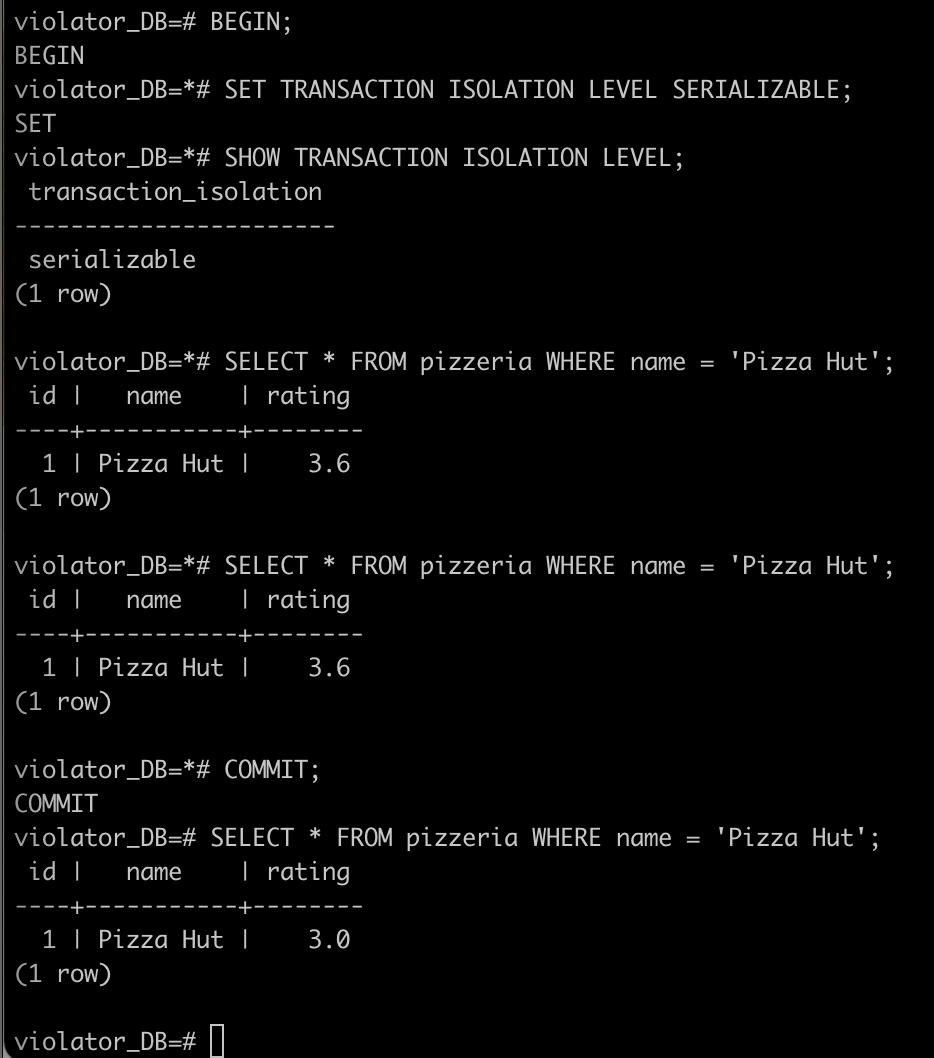 violator_DB=# BEGIN;
BEGIN
violator_DB=*# SET TRANSACTION ISOLATION LEVEL SERIALIZABLE;
SET
violator_DB=*# SHOW TRANSACTION ISOLATION LEVEL;
 transaction_isolation
-----------------------
 serializable
(1 row)

violator_DB=*# SELECT * FROM pizzeria WHERE name = 'Pizza Hut';
 id |   name    | rating
----+-----------+--------
  1 | Pizza Hut |    3.6
(1 row)

violator_DB=*# SELECT * FROM pizzeria WHERE name = 'Pizza Hut';
 id |   name    | rating
----+-----------+--------
  1 | Pizza Hut |    3.6
(1 row)

violator_DB=*# COMMIT;
COMMIT
violator_DB=# SELECT * FROM pizzeria WHERE name = 'Pizza Hut';
 id |   name    | rating
----+-----------+--------
  1 | Pizza Hut |    3.0
(1 row)

violator_DB=#